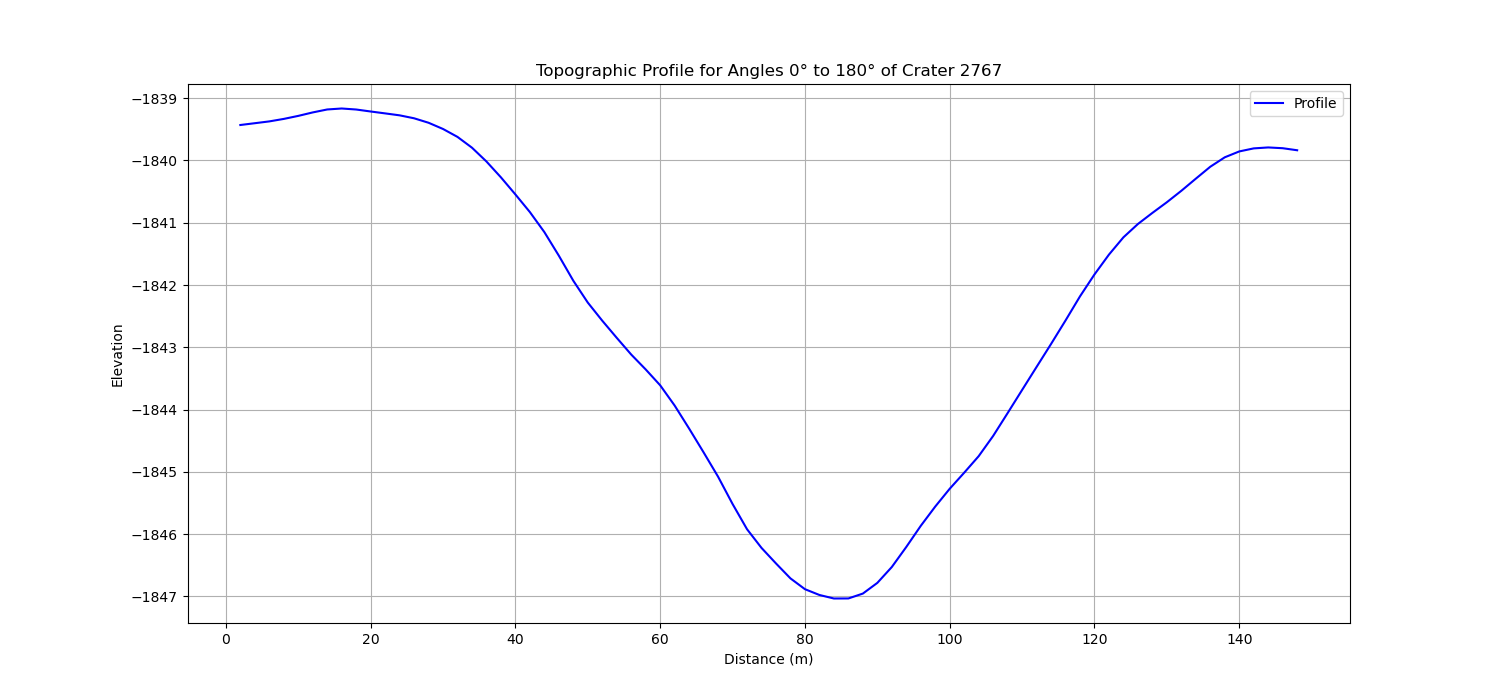 Topographic Profile for Angles 0° to 180° of Crater 2767
Profile
−1839
−1840
−1841
−1842
−1843
−1844
−1845
−1846
−1847
Elevation
0 20 40 60 80 100 120 140
Distance (m)